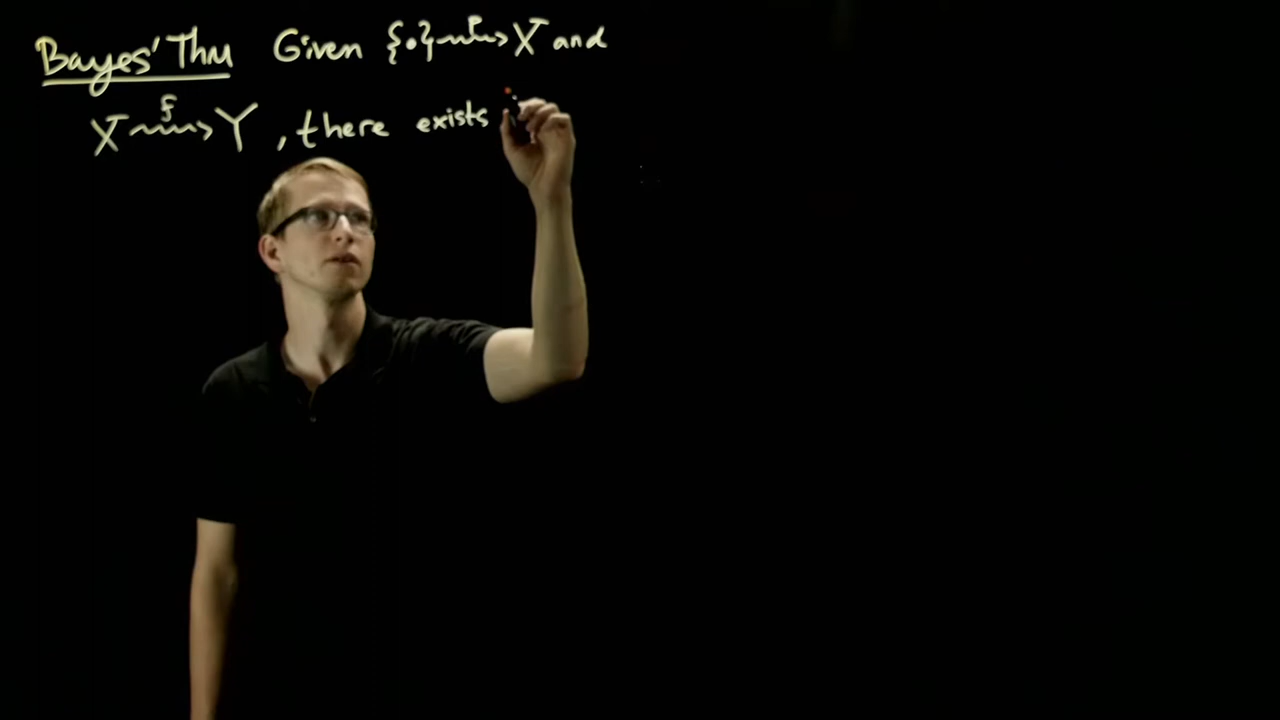 Bayes' Thm Given {•} ⇝ᵖ X and
X ⇝ᶠ Y, there exists